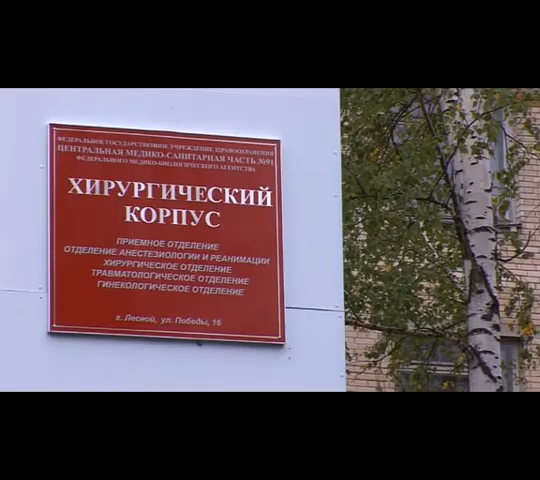 ФЕДЕРАЛЬНОЕ ГОСУДАРСТВЕННОЕ УЧРЕЖДЕНИЕ ЗДРАВООХРАНЕНИЯ
ЦЕНТРАЛЬНАЯ МЕДИКО-САНИТАРНАЯ ЧАСТЬ №91
ФЕДЕРАЛЬНОГО МЕДИКО-БИОЛОГИЧЕСКОГО АГЕНТСТВА
ХИРУРГИЧЕСКИЙ
КОРПУС
ПРИЕМНОЕ ОТДЕЛЕНИЕ
ОТДЕЛЕНИЕ АНЕСТЕЗИОЛОГИИ И РЕАНИМАЦИИ
ХИРУРГИЧЕСКОЕ ОТДЕЛЕНИЕ
ТРАВМАТОЛОГИЧЕСКОЕ ОТДЕЛЕНИЕ
ГИНЕКОЛОГИЧЕСКОЕ ОТДЕЛЕНИЕ
г. Лесной, ул. Победы, 16